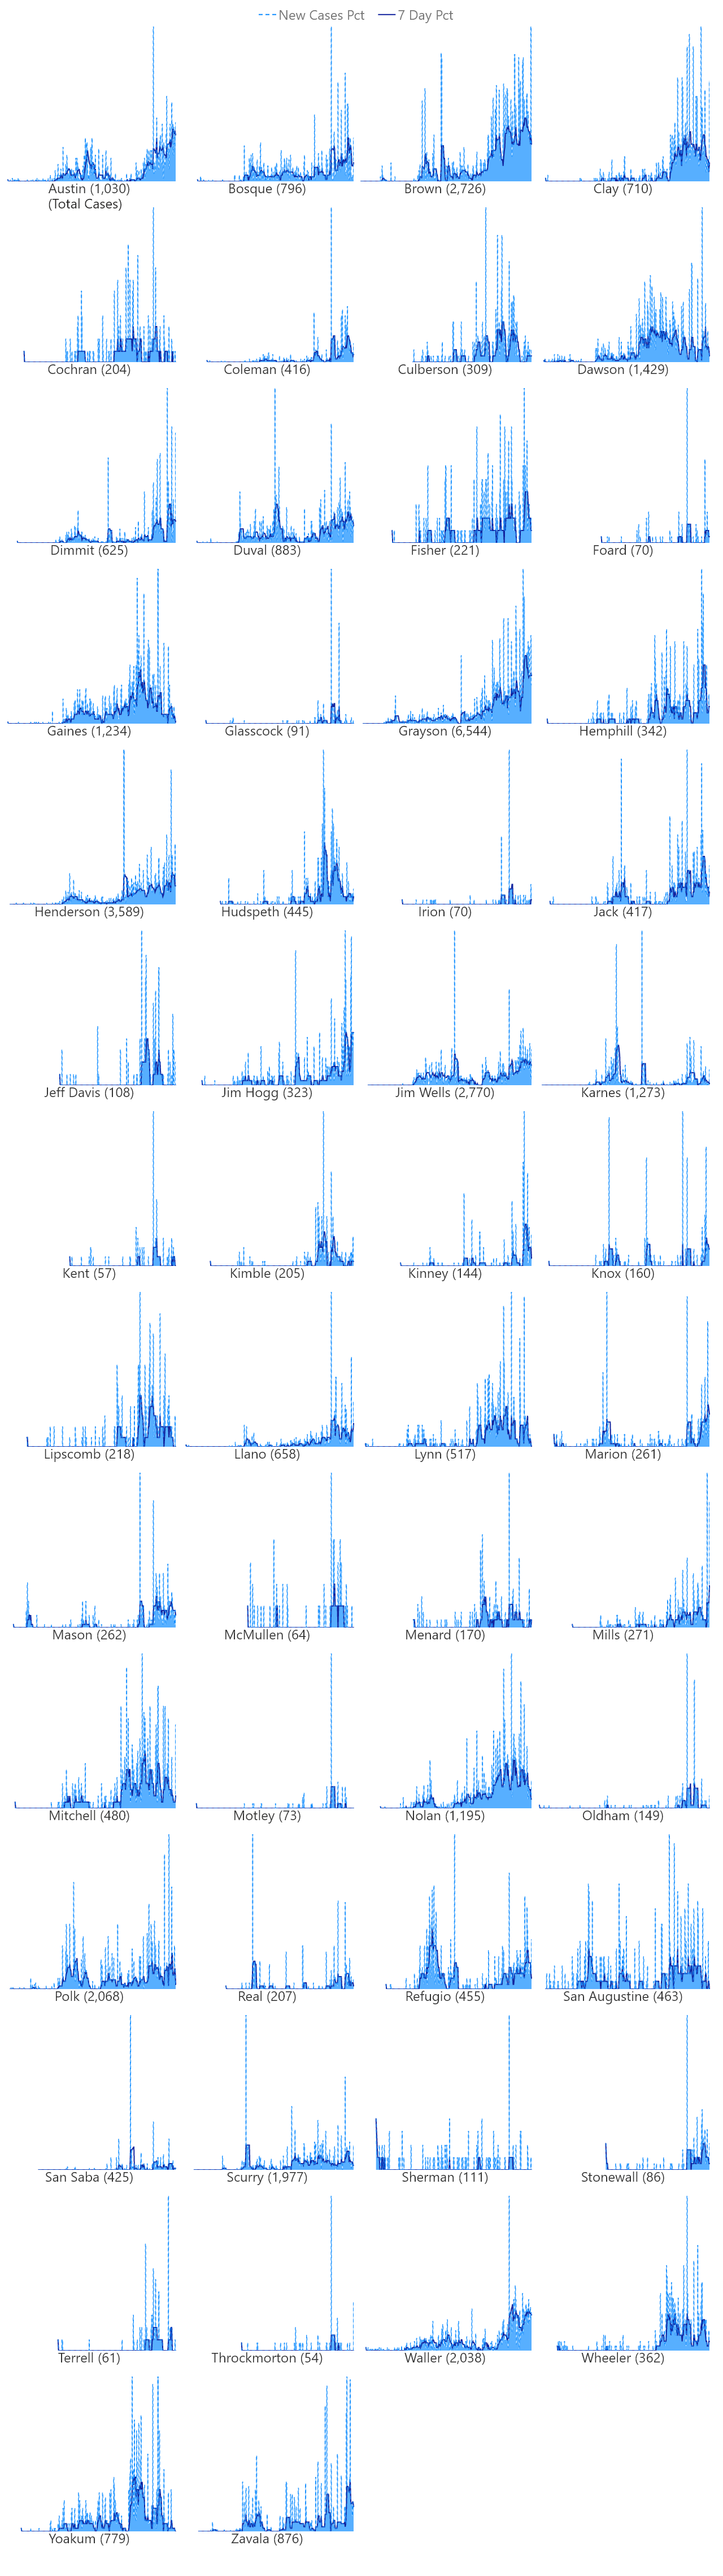 New Cases Pct 7 Day Pct
Austin (1,030)
(Total Cases)
Bosque (796)
Brown (2,726)
Clay (710)
Cochran (204)
Coleman (416)
Culberson (309)
Dawson (1,429)
Dimmit (625)
Duval (883)
Fisher (221)
Foard (70)
Gaines (1,234)
Glasscock (91)
Grayson (6,544)
Hemphill (342)
Henderson (3,589)
Hudspeth (445)
Irion (70)
Jack (417)
Jeff Davis (108)
Jim Hogg (323)
Jim Wells (2,770)
Karnes (1,273)
Kent (57)
Kimble (205)
Kinney (144)
Knox (160)
Lipscomb (218)
Llano (658)
Lynn (517)
Marion (261)
Mason (262)
McMullen (64)
Menard (170)
Mills (271)
Mitchell (480)
Motley (73)
Nolan (1,195)
Oldham (149)
Polk (2,068)
Real (207)
Refugio (455)
San Augustine (463)
San Saba (425)
Scurry (1,977)
Sherman (111)
Stonewall (86)
Terrell (61)
Throckmorton (54)
Waller (2,038)
Wheeler (362)
Yoakum (779)
Zavala (876)